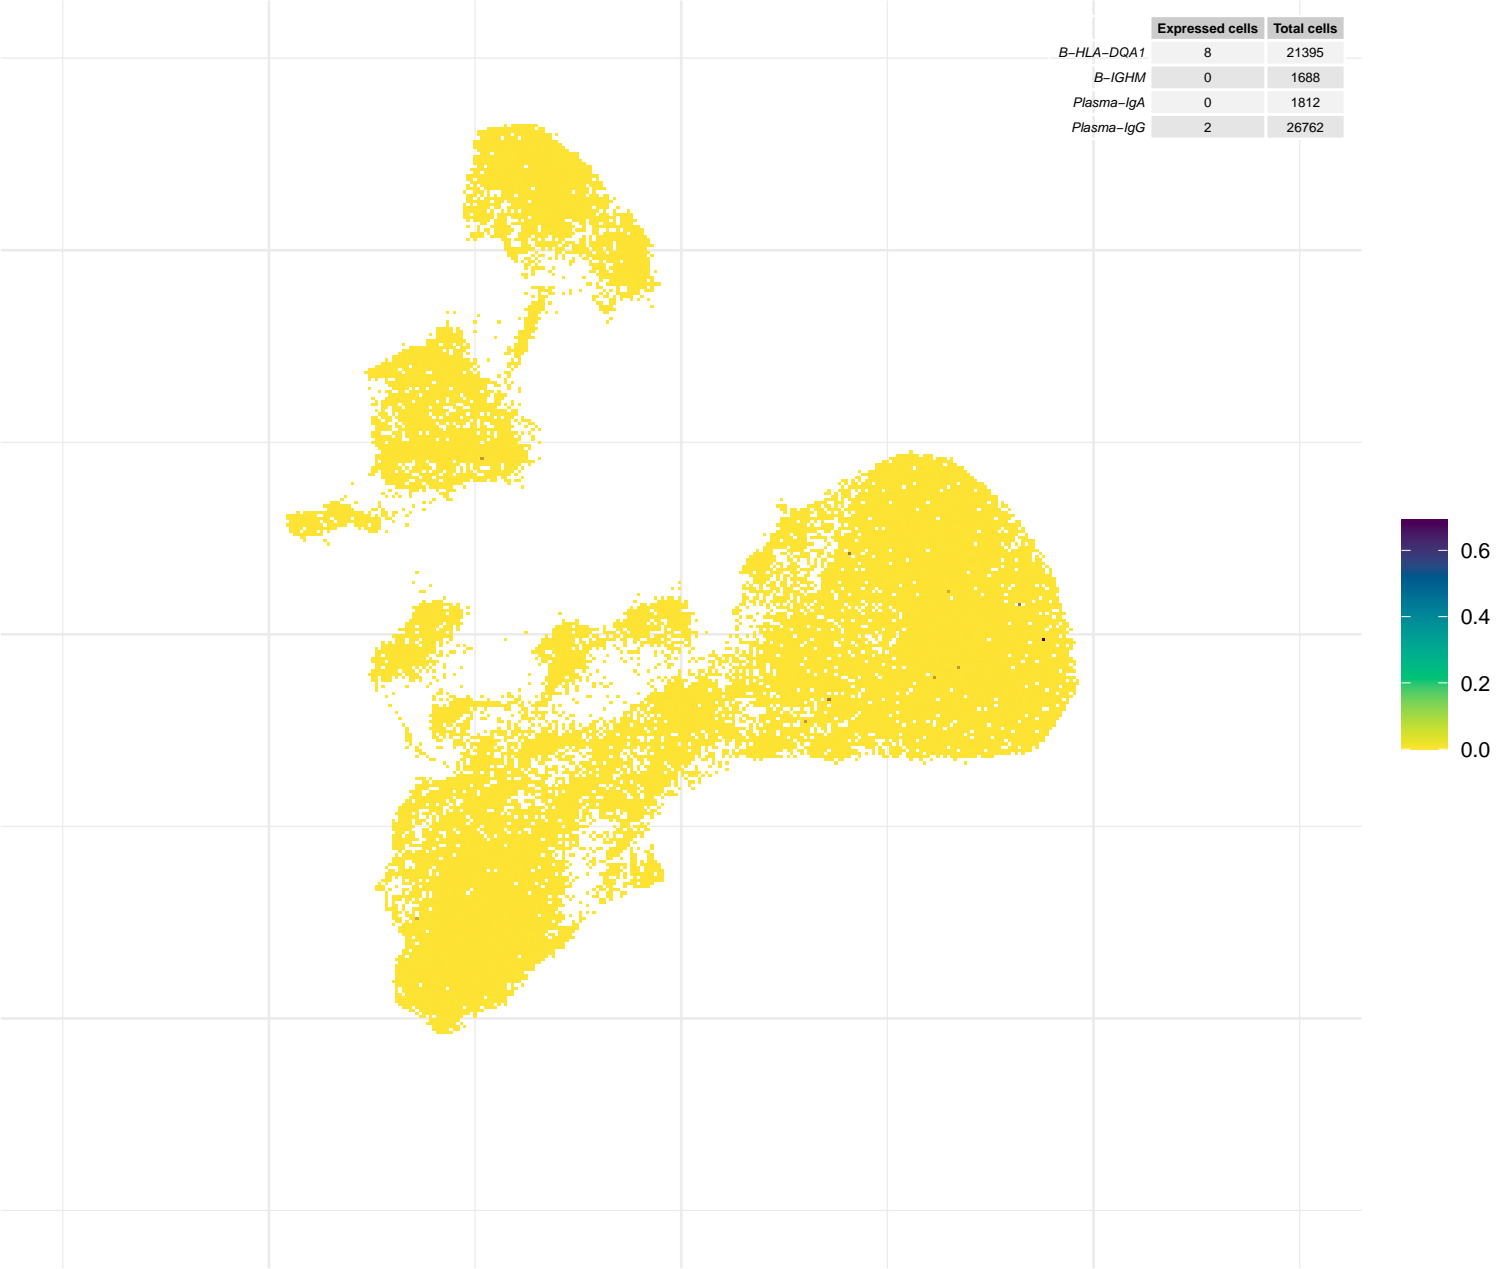 Expressed cells Total cells
B−HLA−DQA1 8 21395
B−IGHM 0 1688
Plasma−IgA 0 1812
Plasma−IgG 2 26762
0.6
0.4
0.2
0.0